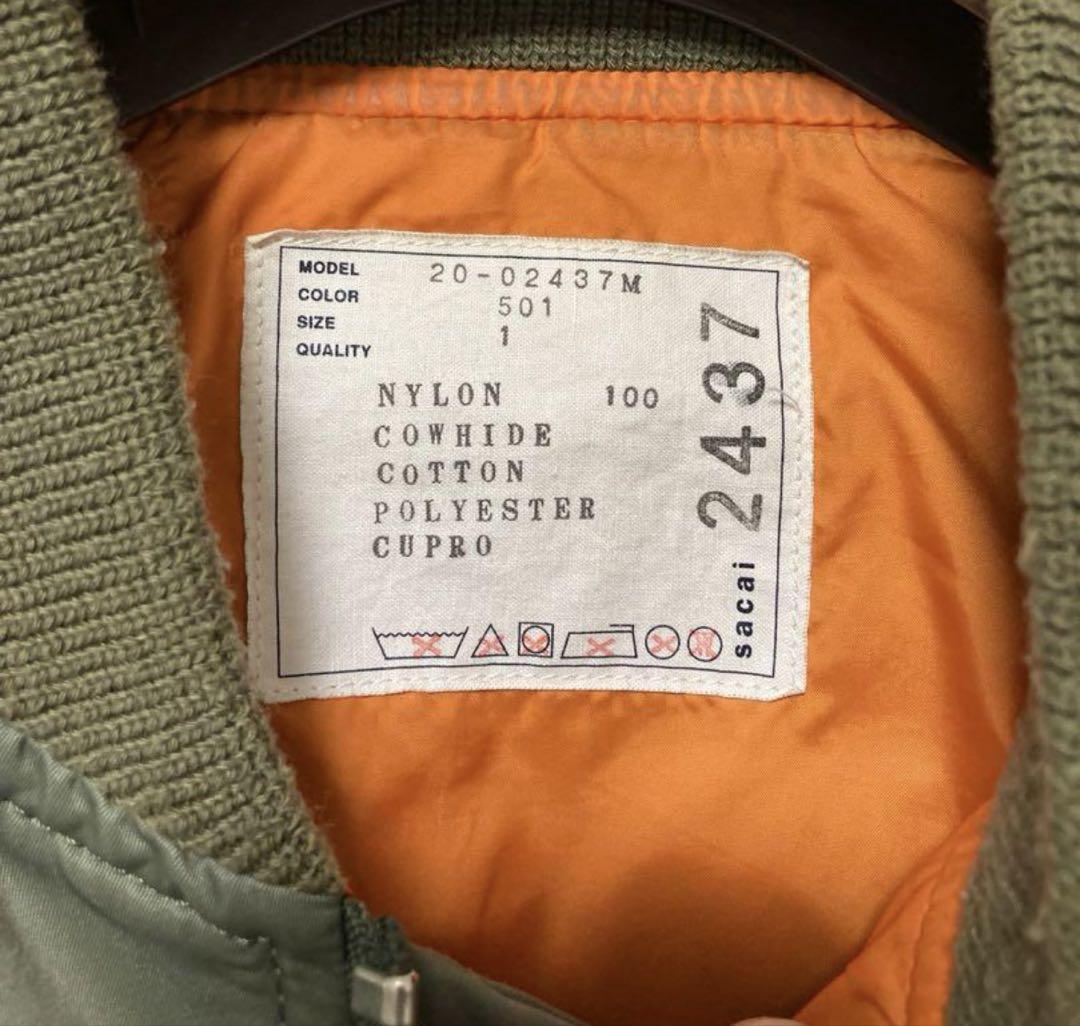 MODEL 20-02437M
COLOR 501
SIZE 1
QUALITY
NYLON 100
COWHIDE
COTTON
POLYESTER
CUPRO
sacai 2437